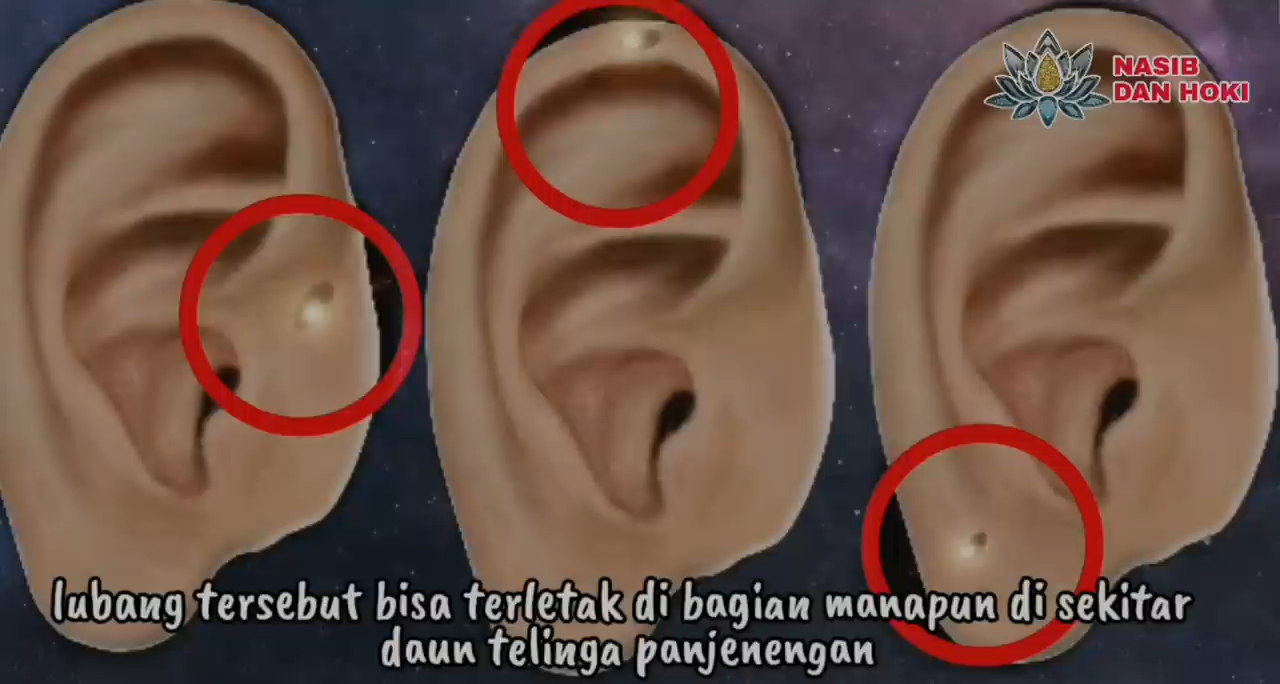 NASIB
DAN HOKI
lubang tersebut bisa terletak di bagian manapun di sekitar
daun telinga panjenengan